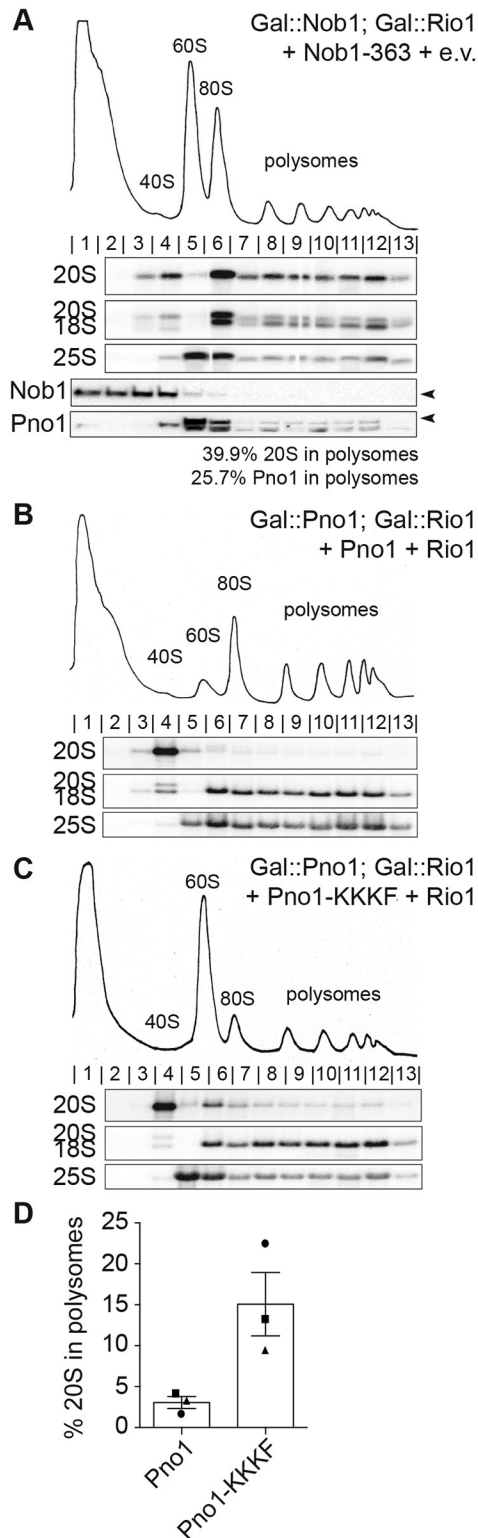 A
Gal::Nob1; Gal::Rio1
+ Nob1-363 + e.v.
60S
80S
40S
polysomes
| 1 | 2 | 3 | 4 | 5 | 6 | 7 | 8 | 9 | 10 | 11 | 12 | 13 |
20S
20S
18S
25S
Nob1
Pno1
39.9% 20S in polysomes
25.7% Pno1 in polysomes
B
Gal::Pno1; Gal::Rio1
+ Pno1 + Rio1
80S
60S
40S
polysomes
| 1 | 2 | 3 | 4 | 5 | 6 | 7 | 8 | 9 | 10 | 11 | 12 | 13 |
20S
20S
18S
25S
C
Gal::Pno1; Gal::Rio1
+ Pno1-KKKF + Rio1
60S
40S
80S
polysomes
| 1 | 2 | 3 | 4 | 5 | 6 | 7 | 8 | 9 | 10 | 11 | 12 | 13 |
20S
20S
18S
25S
D
% 20S in polysomes
25
20
15
10
5
0
Pno1
Pno1-KKKF